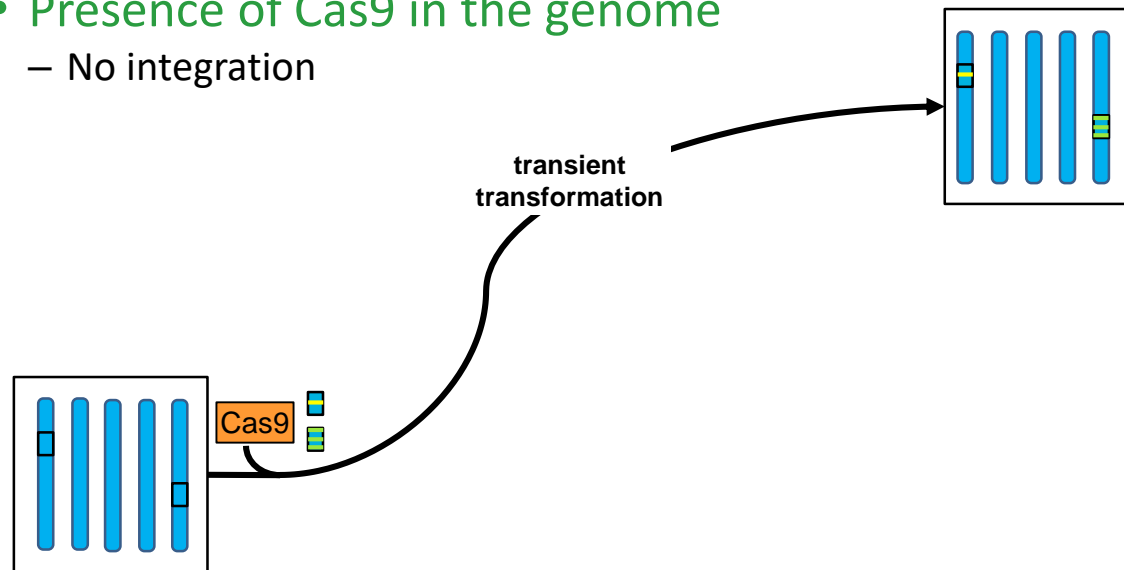 • Presence of Cas9 in the genome
– No integration
transient
transformation
Cas9